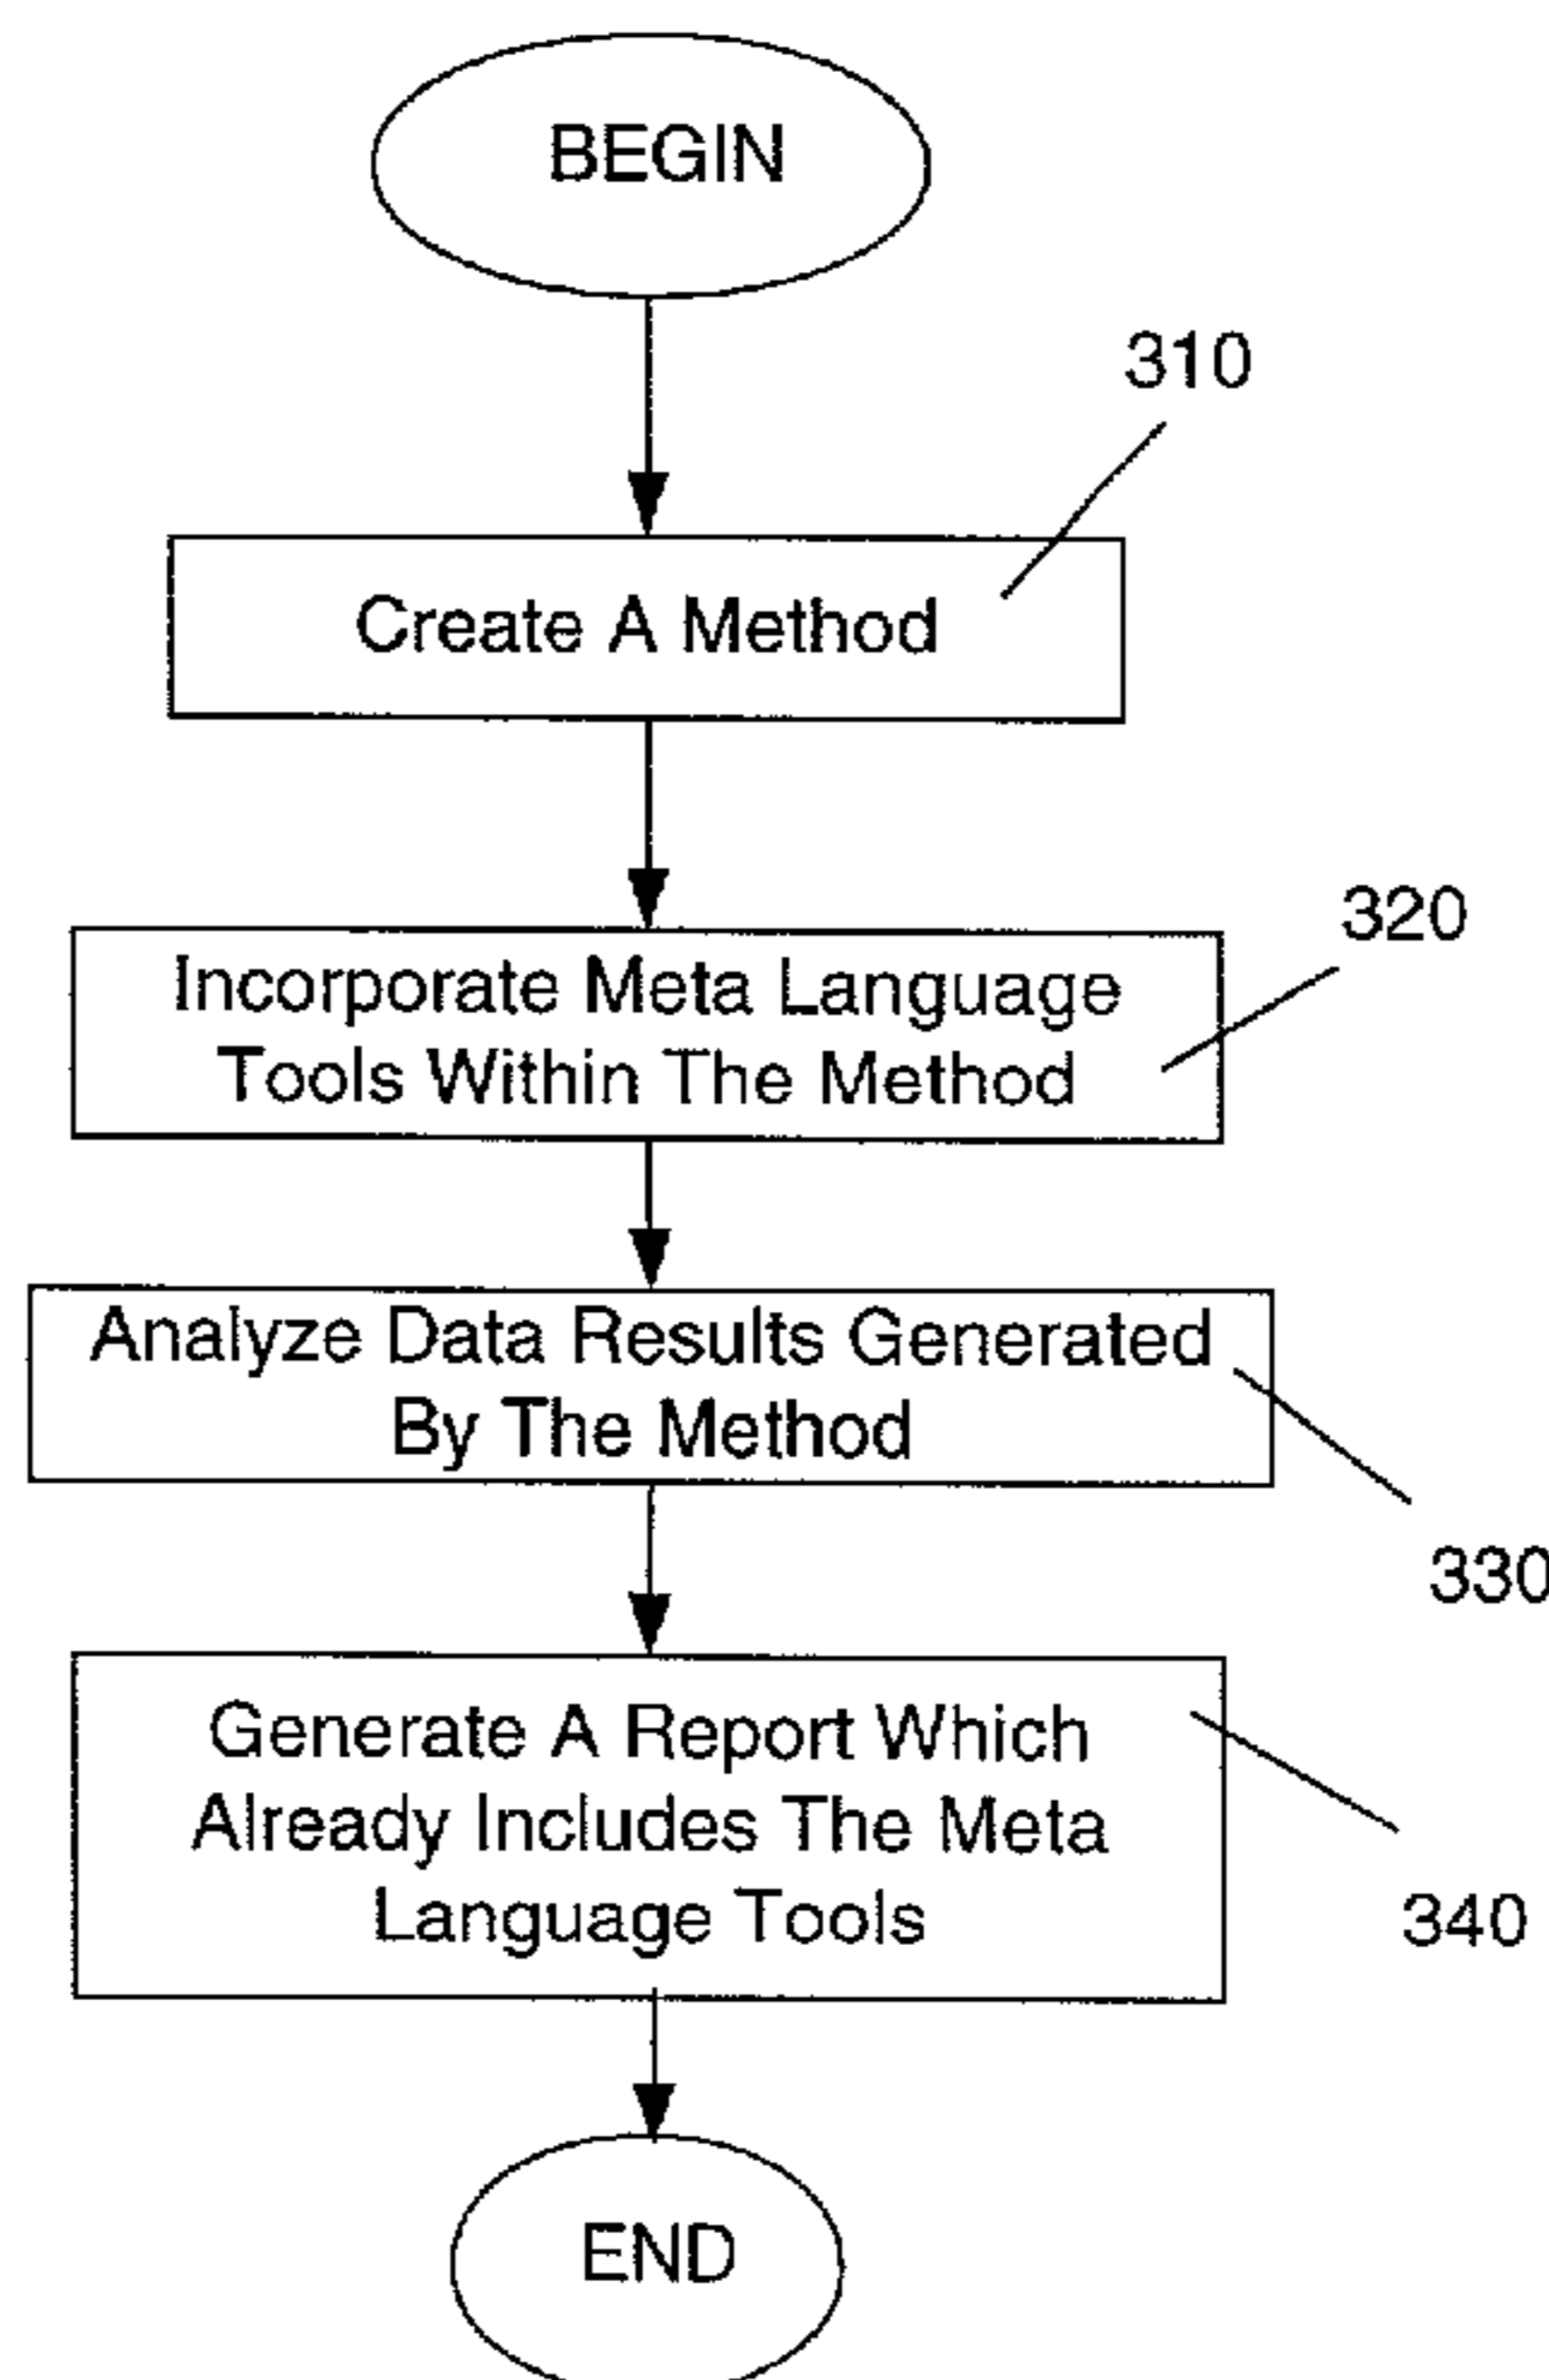 BEGIN
310
Create A Method
320
Incorporate Meta Language
Tools Within The Method
Analyze Data Results Generated
By The Method
330
Generate A Report Which
Already Includes The Meta
Language Tools
340
END